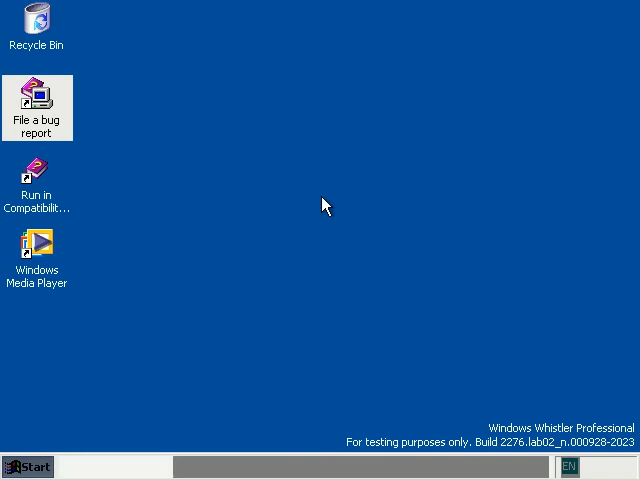 Recycle Bin
File a bug
report
Run in
Compatibilit...
Windows
Media Player
Windows Whistler Professional
For testing purposes only. Build 2276.lab02_n.000928-2023
Start
EN